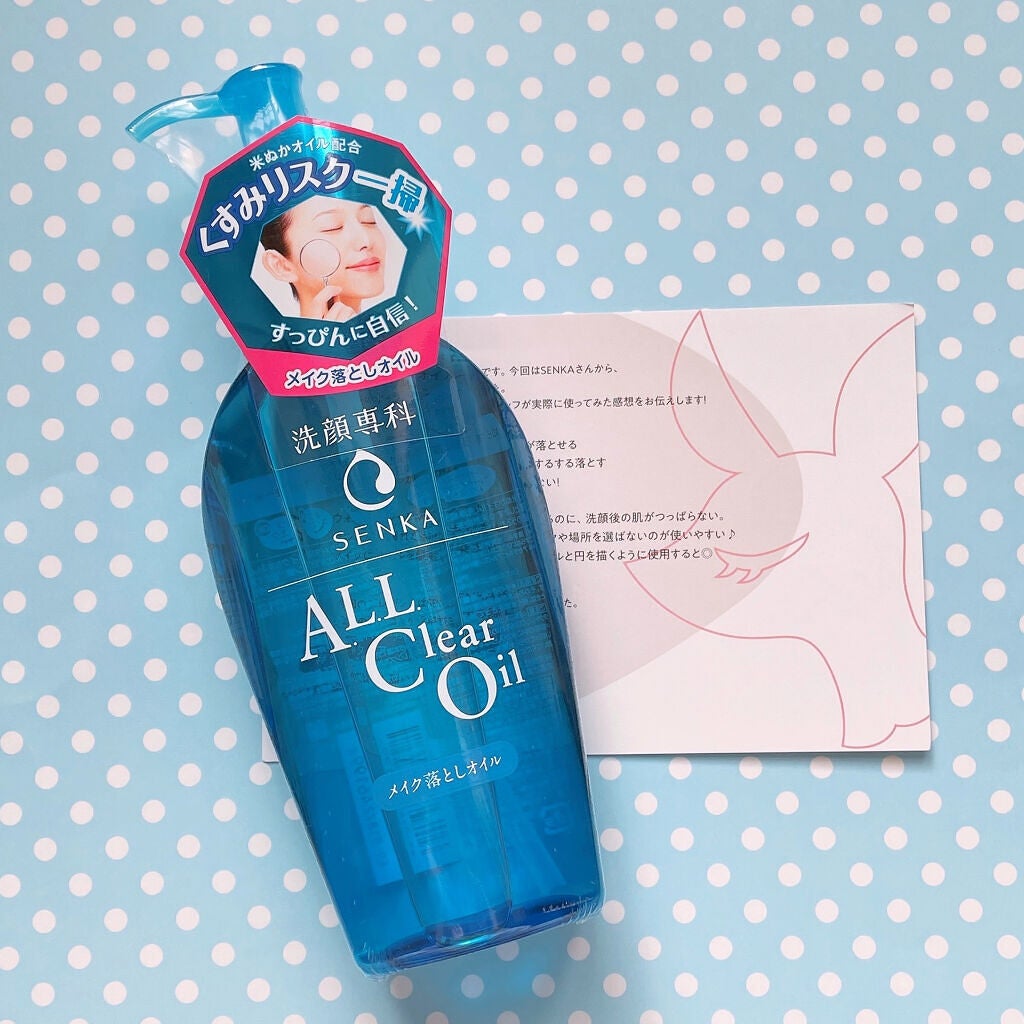 米ぬかオイル配合
くすみリスク一掃
すっぴんに自信!
メイク落としオイル
洗顔専科
SENKA
A.L.L.
Clear
Oil
メイク落としオイル
です。今回はSENKAさんから、
フが実際に使ってみた感想をお伝えします!
落とせる
するする落とす
ない!
のに、洗顔後の肌がつっぱらない。
や場所を選ばないのが使いやすい♪
ルと円を描くように使用すると◎
た。